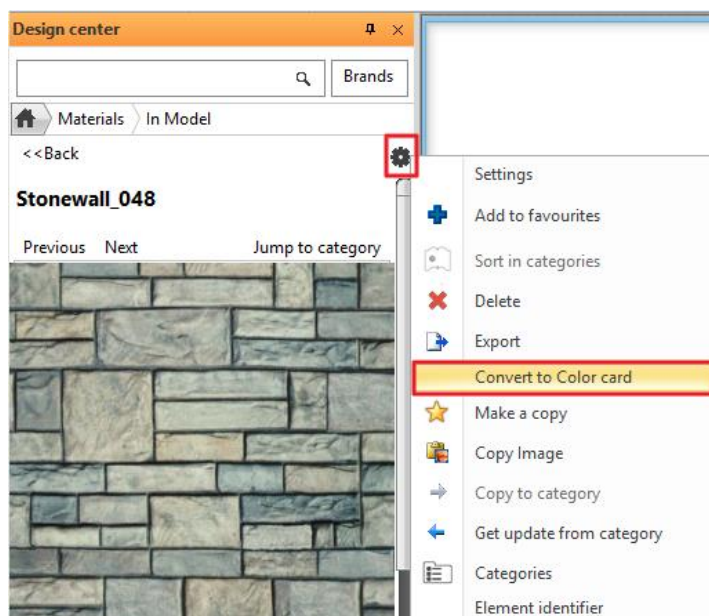 Design center
Brands
Materials In Model
<<Back
Stonewall_048
Previous Next Jump to category
Settings
Add to favourites
Sort in categories
Delete
Export
Convert to Color card
Make a copy
Copy Image
Copy to category
Get update from category
Categories
Element identifier